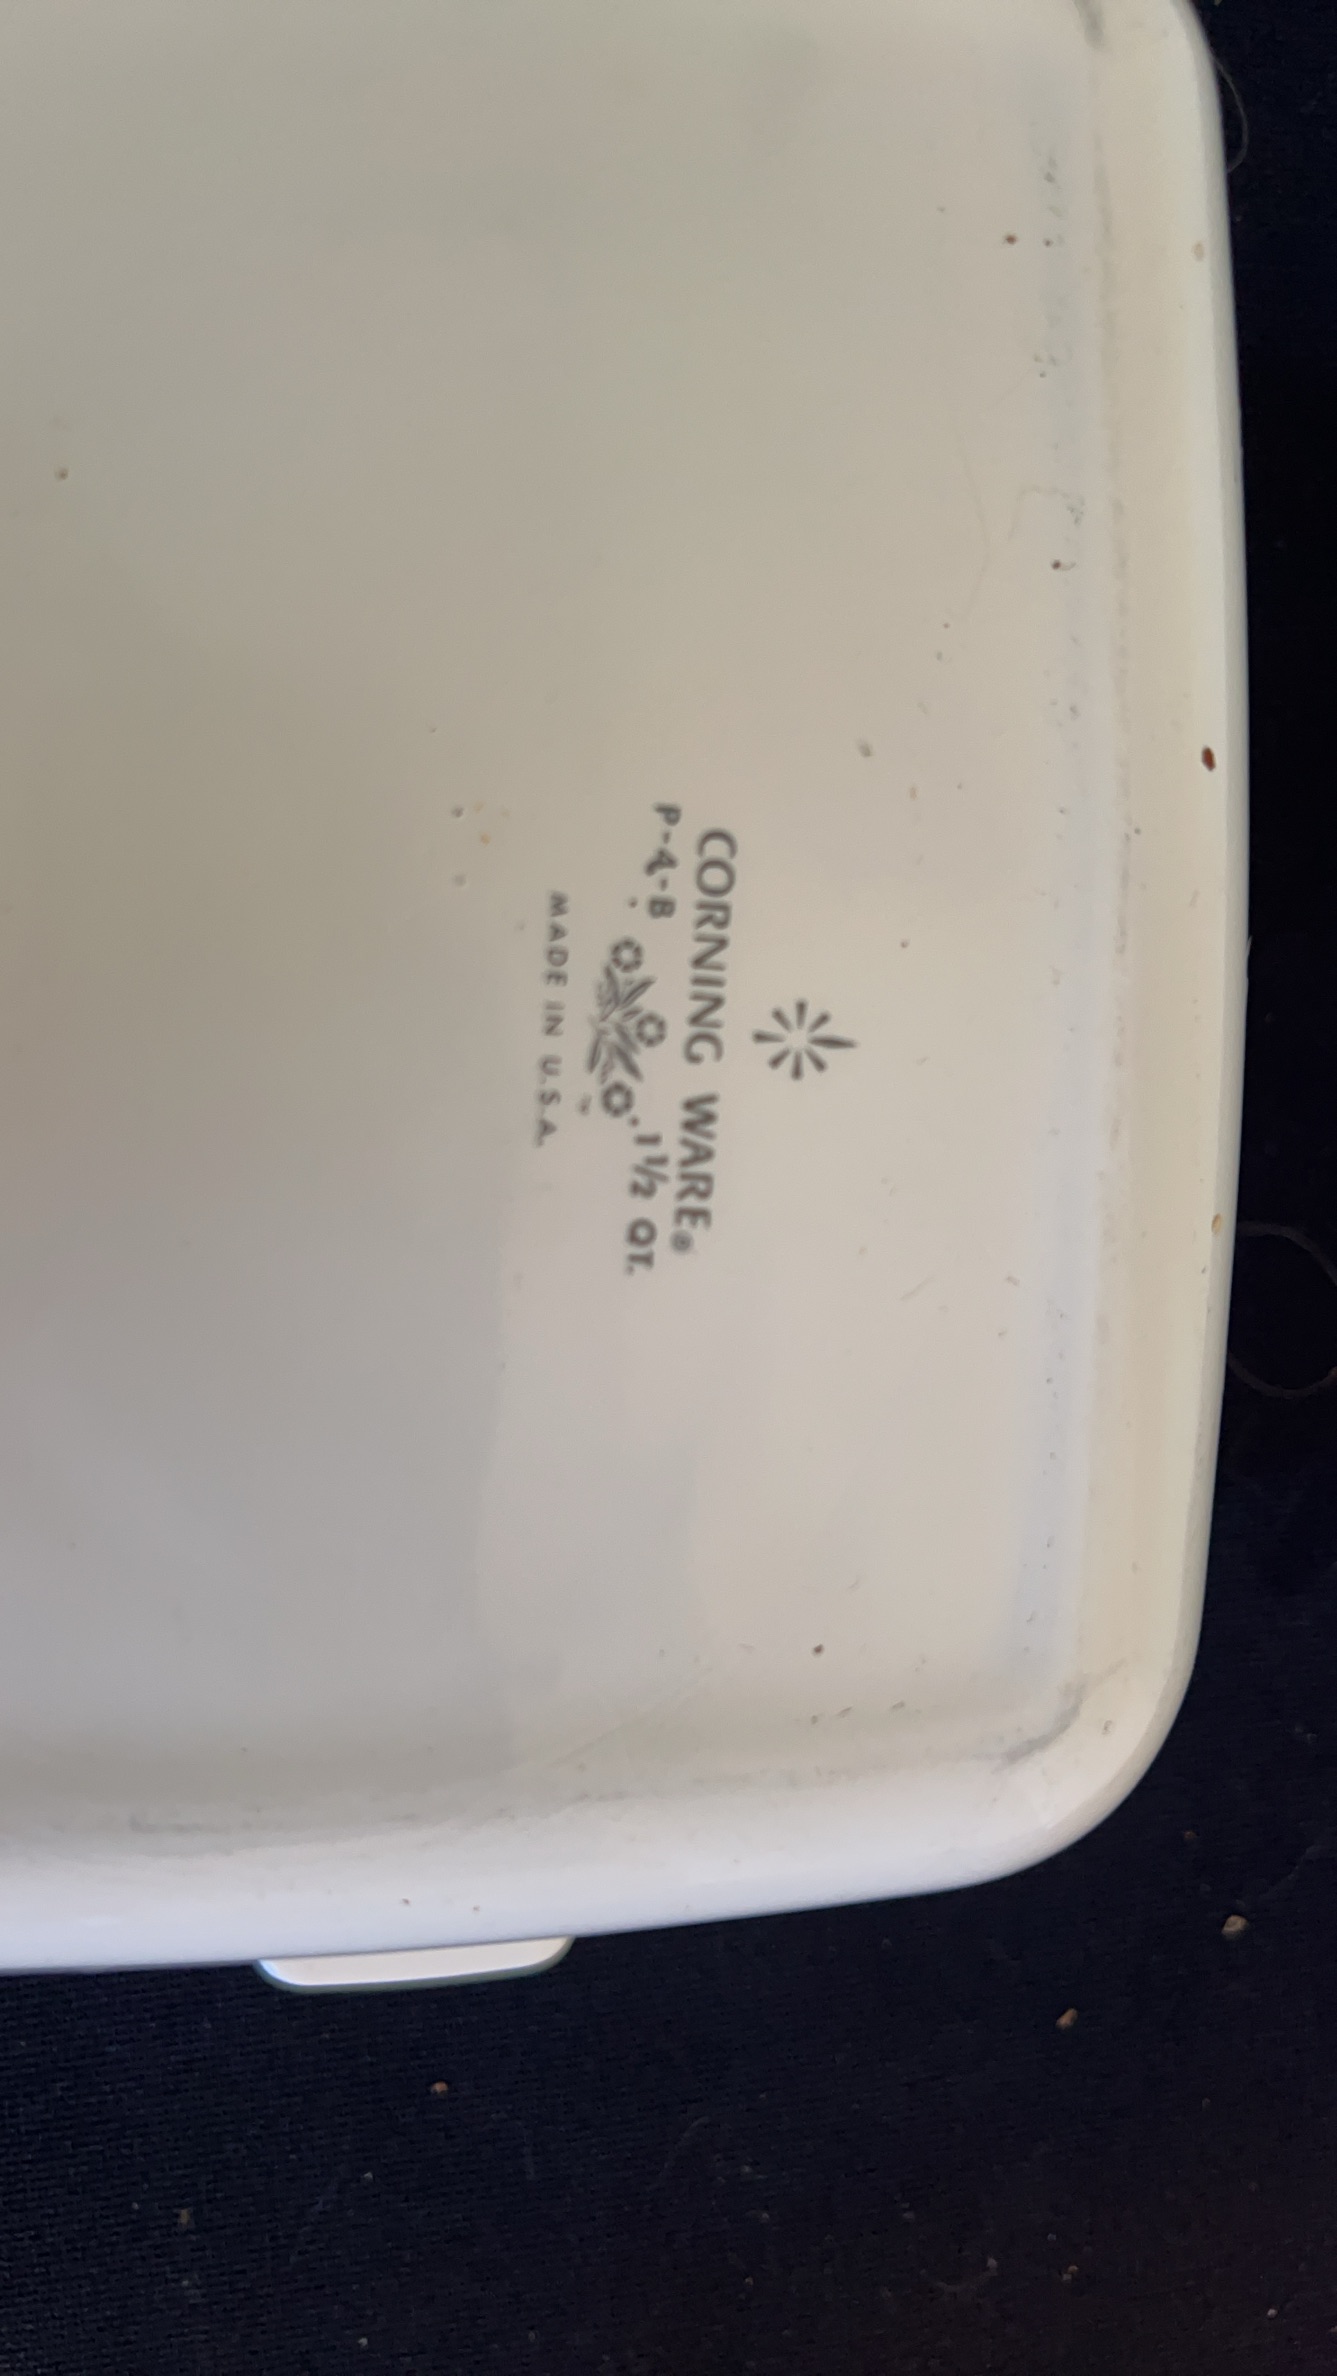 CORNING WARE®
P-4-B 1½ QT.
MADE IN U.S.A.